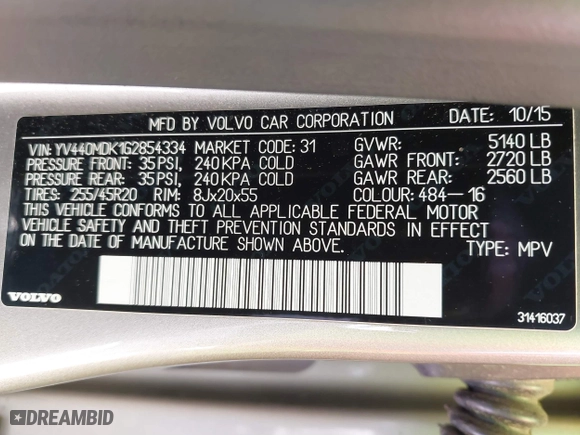 MFD BY VOLVO CAR CORPORATION DATE: 10/15
VIN: YV440MDK1G2854334 MARKET CODE: 31 GVWR: 5140 LB
PRESSURE FRONT: 35 PSI, 240 KPA COLD GAWR FRONT: 2720 LB
PRESSURE REAR: 35 PSI, 240 KPA COLD GAWR REAR: 2560 LB
TIRES: 255/45R20 RIM: 8Jx20x55 COLOUR: 484-16
THIS VEHICLE CONFORMS TO ALL APPLICABLE FEDERAL MOTOR
VEHICLE SAFETY AND THEFT PREVENTION STANDARDS IN EFFECT
ON THE DATE OF MANUFACTURE SHOWN ABOVE. TYPE: MPV
VOLVO
31416037
DREAMBID